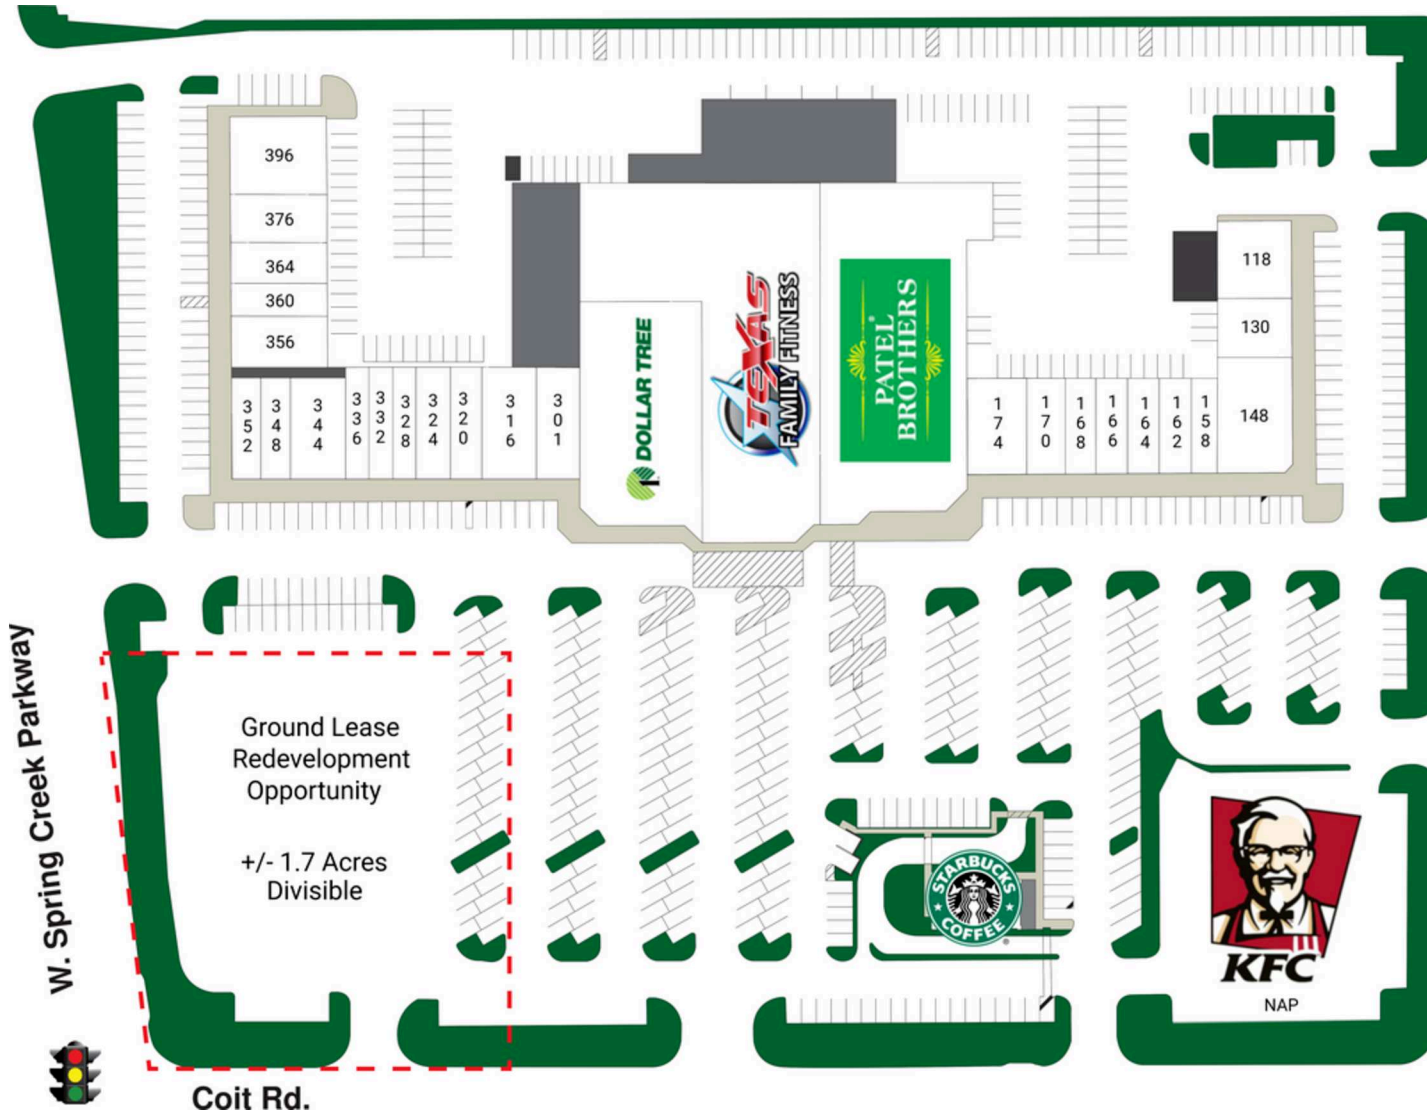 396
376
364
360
356
118
130
148
352
348
344
336
332
328
324
320
316
301
DOLLAR TREE
TEXAS
FAMILY FITNESS
PATEL®
BROTHERS
174
170
168
166
164
162
158
W. Spring Creek Parkway
Ground Lease
Redevelopment
Opportunity
+/- 1.7 Acres
Divisible
STARBUCKS
COFFEE
®
KFC
NAP
Coit Rd.